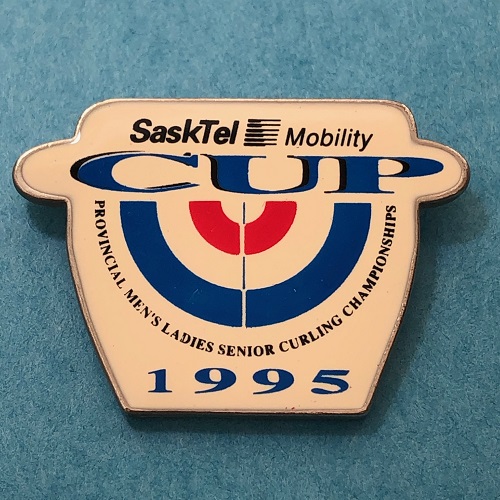 SaskTel Mobility
CUP
PROVINCIAL MEN'S LADIES SENIOR CURLING CHAMPIONSHIPS
1995